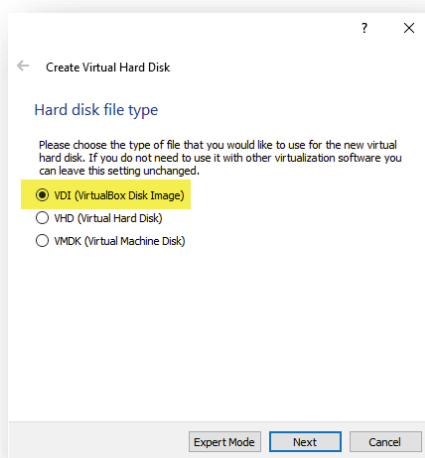 ?
Create Virtual Hard Disk
Hard disk file type
Please choose the type of file that you would like to use for the new virtual
hard disk. If you do not need to use it with other virtualization software you
can leave this setting unchanged.
VDI (VirtualBox Disk Image)
VHD (Virtual Hard Disk)
VMDK (Virtual Machine Disk)
Expert Mode Next Cancel